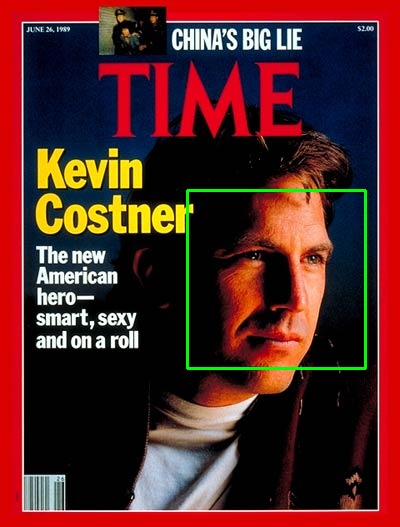 JUNE 26, 1989
CHINA'S BIG LIE
$2.00
TIME
Kevin
Costner
The new
American
hero—
smart, sexy
and on a roll
26